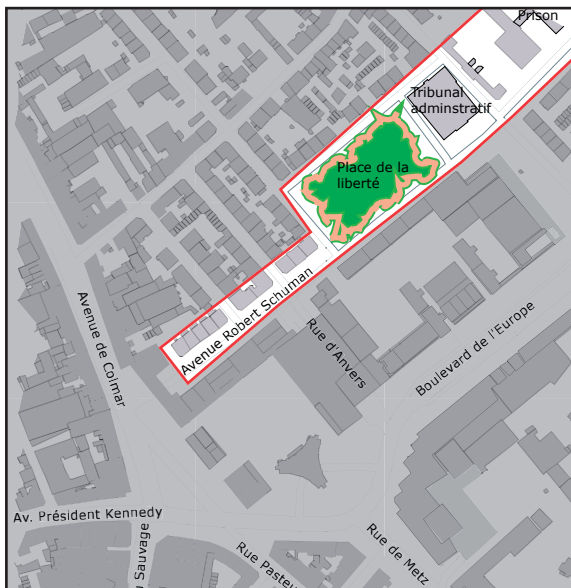 Prison
Tribunal
adminstratif
Place de la
liberté
Avenue Robert Schuman
Avenue de Colmar
Rue d'Anvers
Boulevard de l'Europe
Av. Président Kennedy
Sauvage
Rue Pasteu
Rue de Metz